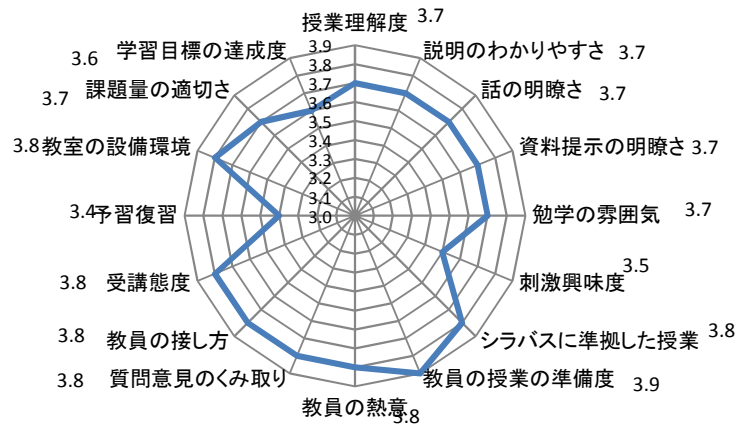 授業理解度 3.7
説明のわかりやすさ 3.7
話の明瞭さ 3.7
資料提示の明瞭さ 3.7
勉学の雰囲気 3.7
刺激興味度 3.5
シラバスに準拠した授業 3.8
教員の授業の準備度 3.9
教員の熱意 3.8
質問意見のくみ取り 3.8
教員の接し方 3.8
受講態度 3.8
予習復習 3.4
教室の設備環境 3.8
課題量の適切さ 3.7
学習目標の達成度 3.6
3.9
3.8
3.7
3.6
3.5
3.4
3.3
3.2
3.1
3.0